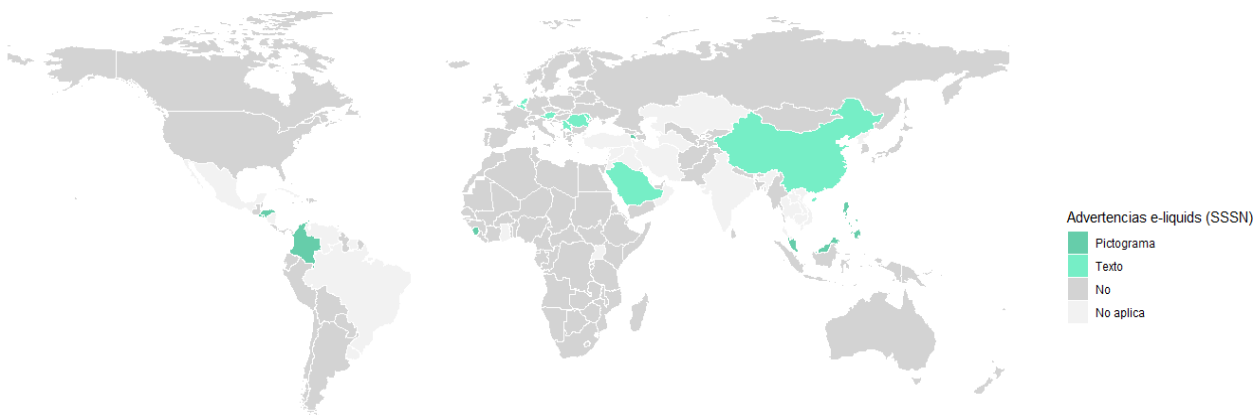 Advertencias e-liquids (SSSN)
Pictograma
Texto
No
No aplica